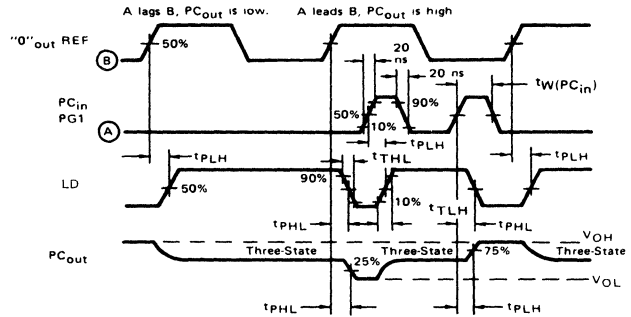 A lags B, PCout is low. A leads B, PCout is high
"0"out REF
B
50%
20
ns
20 ns
tW(PCin)
PCin
PG1
A
50%
90%
10%
tPLH
tPLH
tPLH
tTHL
LD
50%
90%
10%
tPHL
tTLH
tPHL
PCout
Three-State
25%
Three-State
75%
VOH
Three-State
VOL
tPHL
tPLH